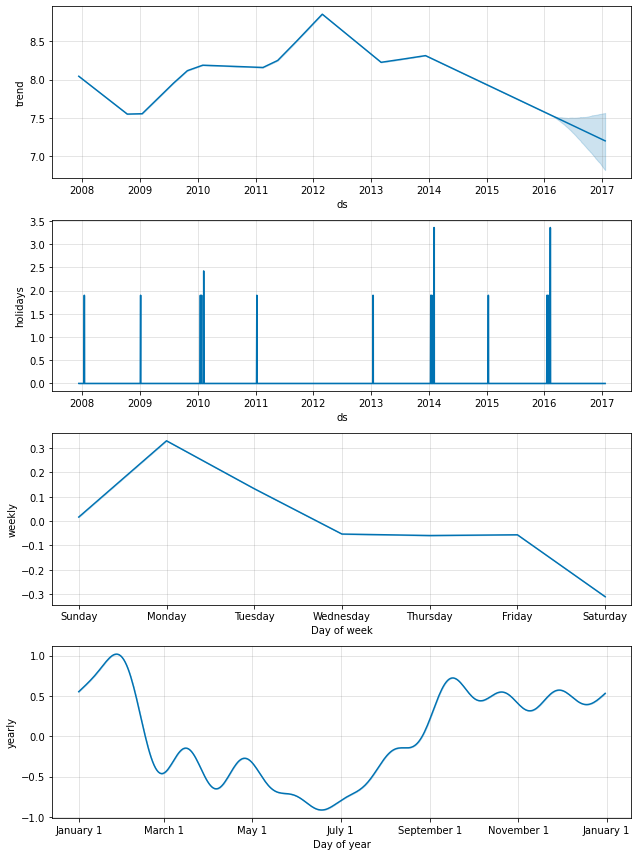 8.5
8.0
7.5
7.0
trend
2008 2009 2010 2011 2012 2013 2014 2015 2016 2017
ds
3.5
3.0
2.5
2.0
1.5
1.0
0.5
0.0
holidays
2008 2009 2010 2011 2012 2013 2014 2015 2016 2017
ds
0.3
0.2
0.1
0.0
−0.1
−0.2
−0.3
weekly
Sunday Monday Tuesday Wednesday Thursday Friday Saturday
Day of week
1.0
0.5
0.0
−0.5
−1.0
yearly
January 1 March 1 May 1 July 1 September 1 November 1 January 1
Day of year